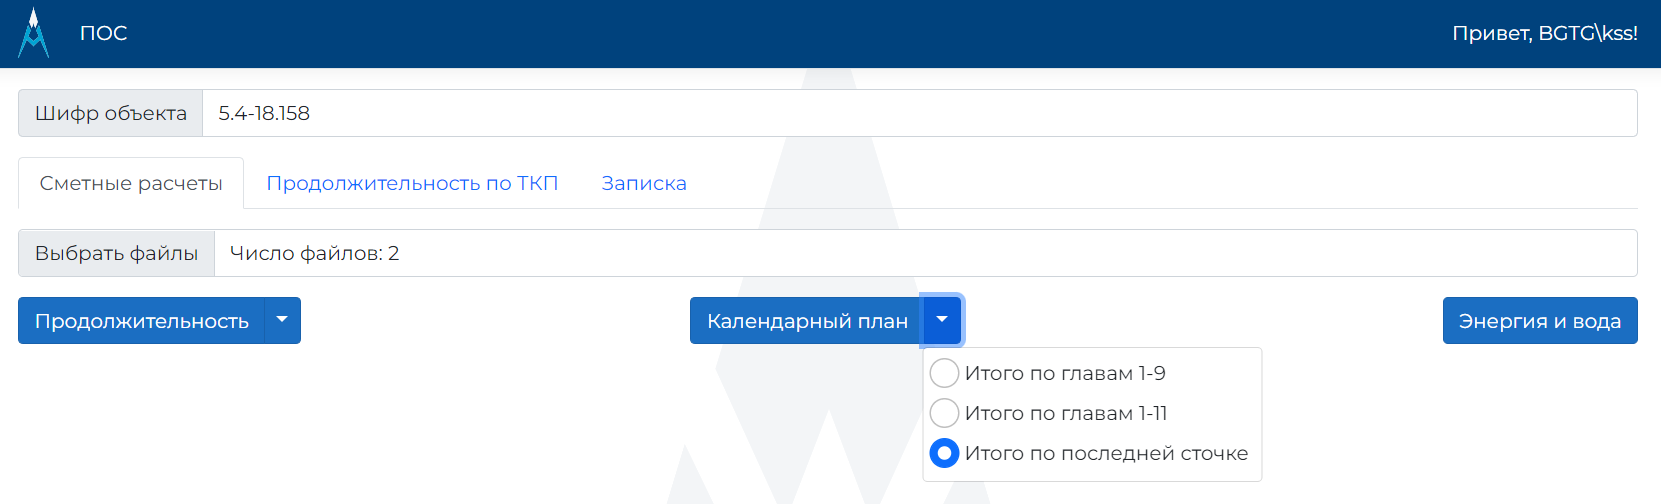 ПОС
Привет, BGTG\kss!
Шифр объекта 5.4-18.158
Сметные расчеты Продолжительность по ТКП Записка
Выбрать файлы Число файлов: 2
Продолжительность Календарный план Энергия и вода
Итого по главам 1-9
Итого по главам 1-11
Итого по последней сточке